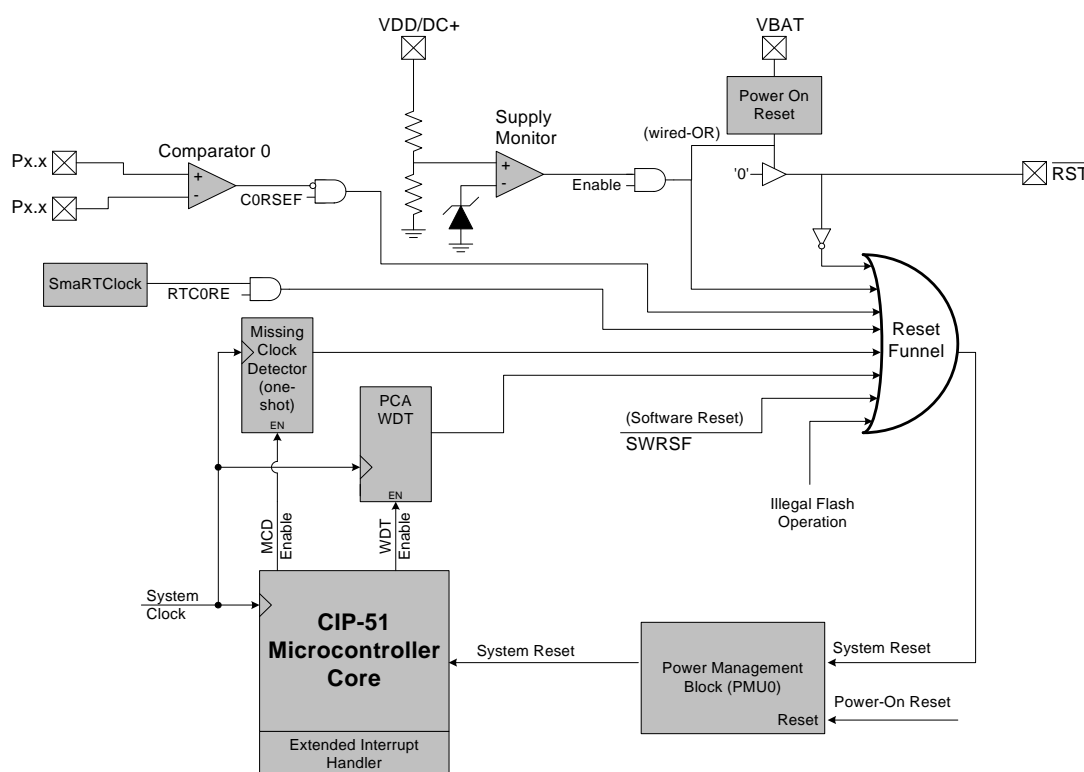 VDD/DC+
VBAT
Power On
Reset
Supply
Monitor
(wired-OR)
Comparator 0
Px.x
+
-
Px.x
C0RSEF
+
-
Enable
'0'
RST
SmaRTClock
RTC0RE
Missing
Clock
Detector
(one-
shot)
EN
PCA
WDT
EN
Reset
Funnel
(Software Reset)
SWRSF
Illegal Flash
Operation
MCD
Enable
WDT
Enable
System
Clock
CIP-51
Microcontroller
Core
Extended Interrupt
Handler
System Reset
Power Management
Block (PMU0)
Reset
System Reset
Power-On Reset